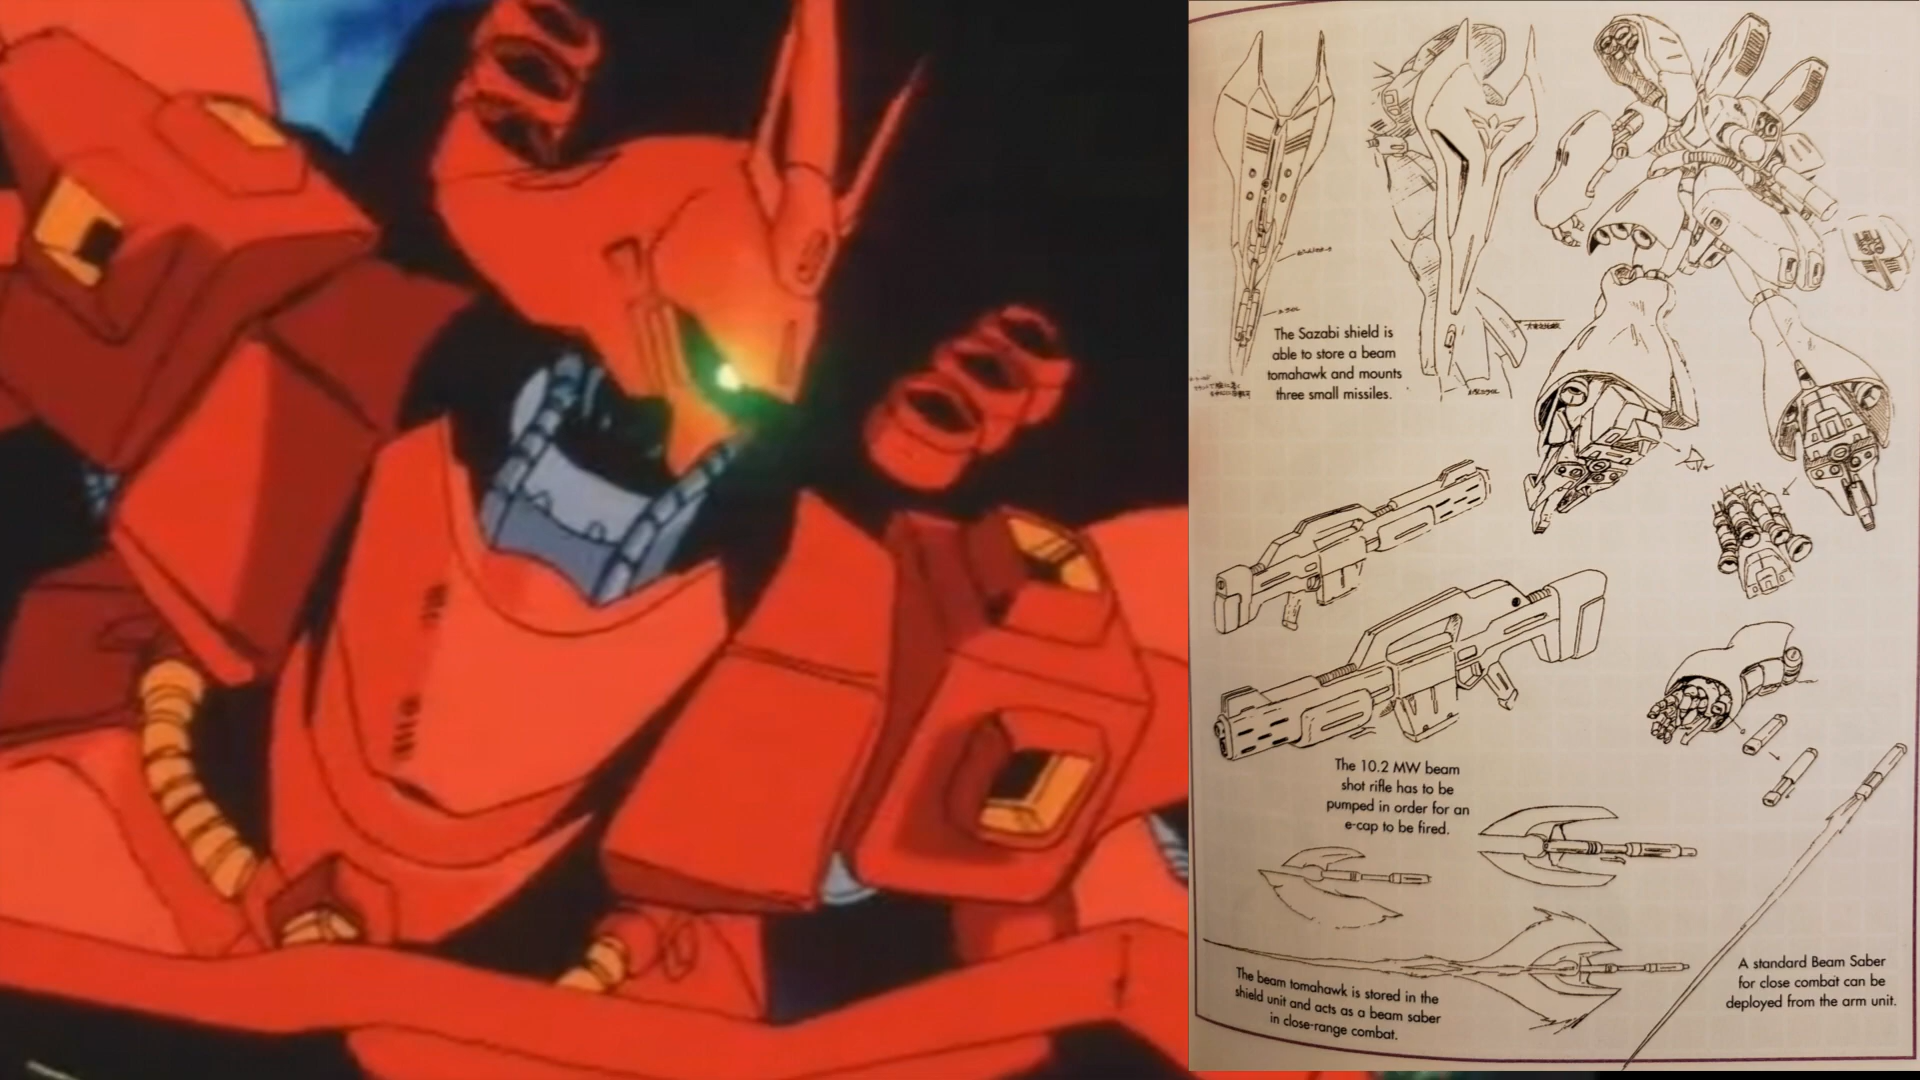 The Sazabi shield is
able to store a beam
tomahawk and mounts
three small missiles.
The 10.2 MW beam
shot rifle has to be
pumped in order for an
e-cap to be fired.
The beam tomahawk is stored in the
shield unit and acts as a beam saber
in close-range combat.
A standard Beam Saber
for close combat can be
deployed from the arm unit.